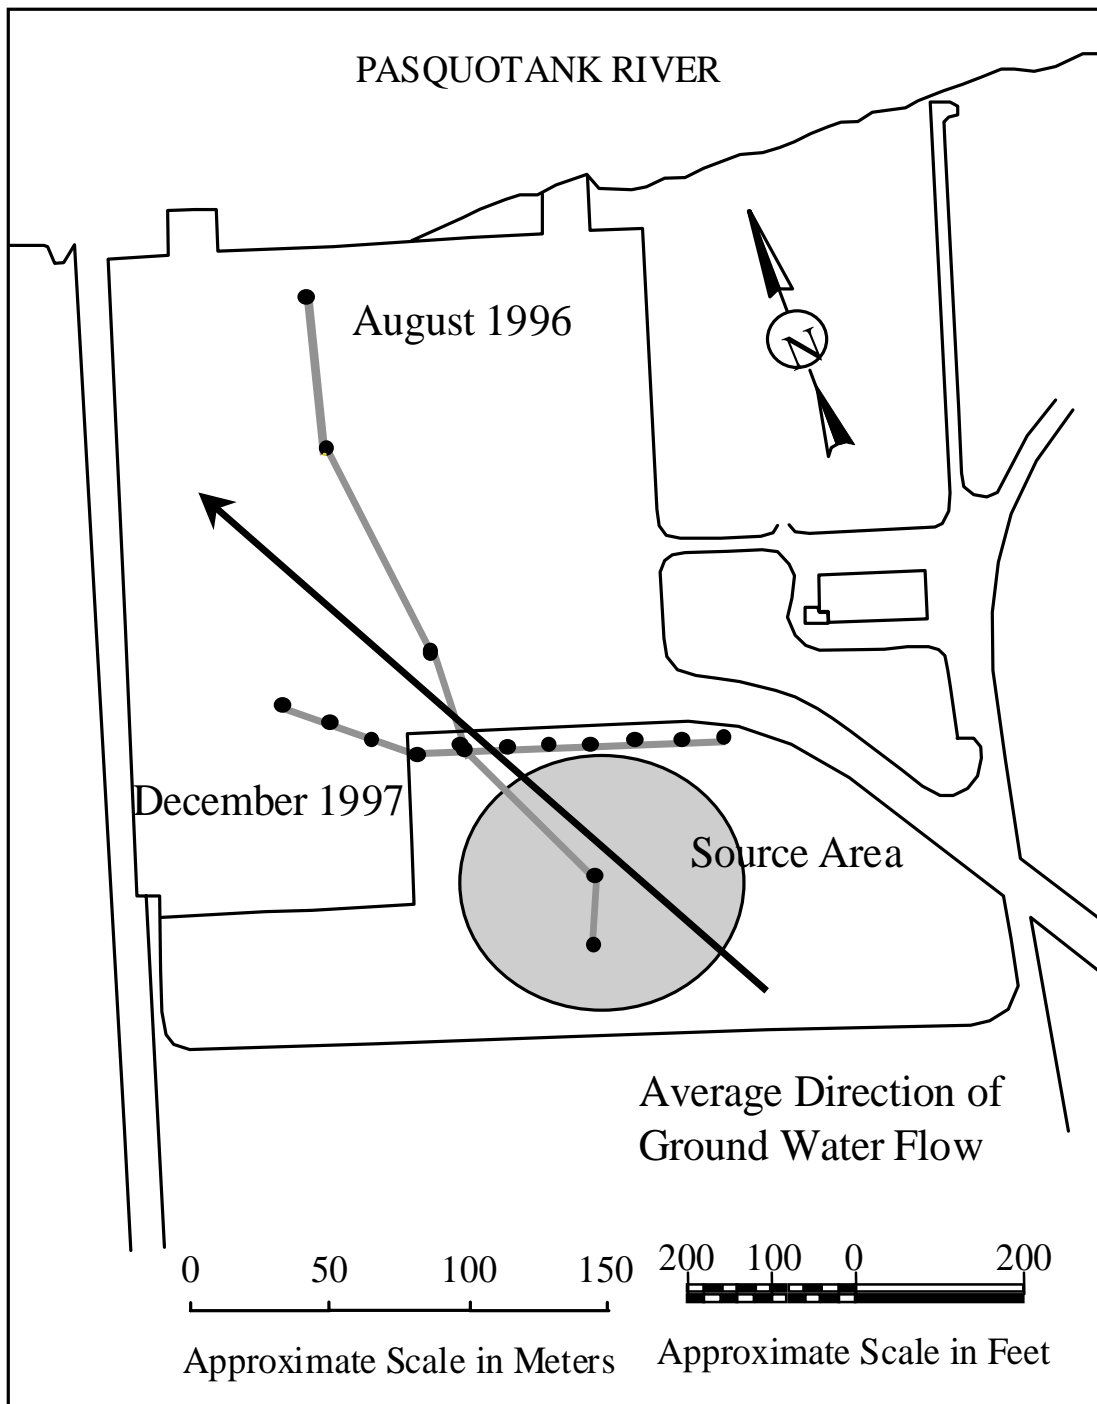 PASQUOTANK RIVER
August 1996
N
December 1997
Source Area
Average Direction of
Ground Water Flow
0 50 100 150
Approximate Scale in Meters
200 100 0 200
Approximate Scale in Feet